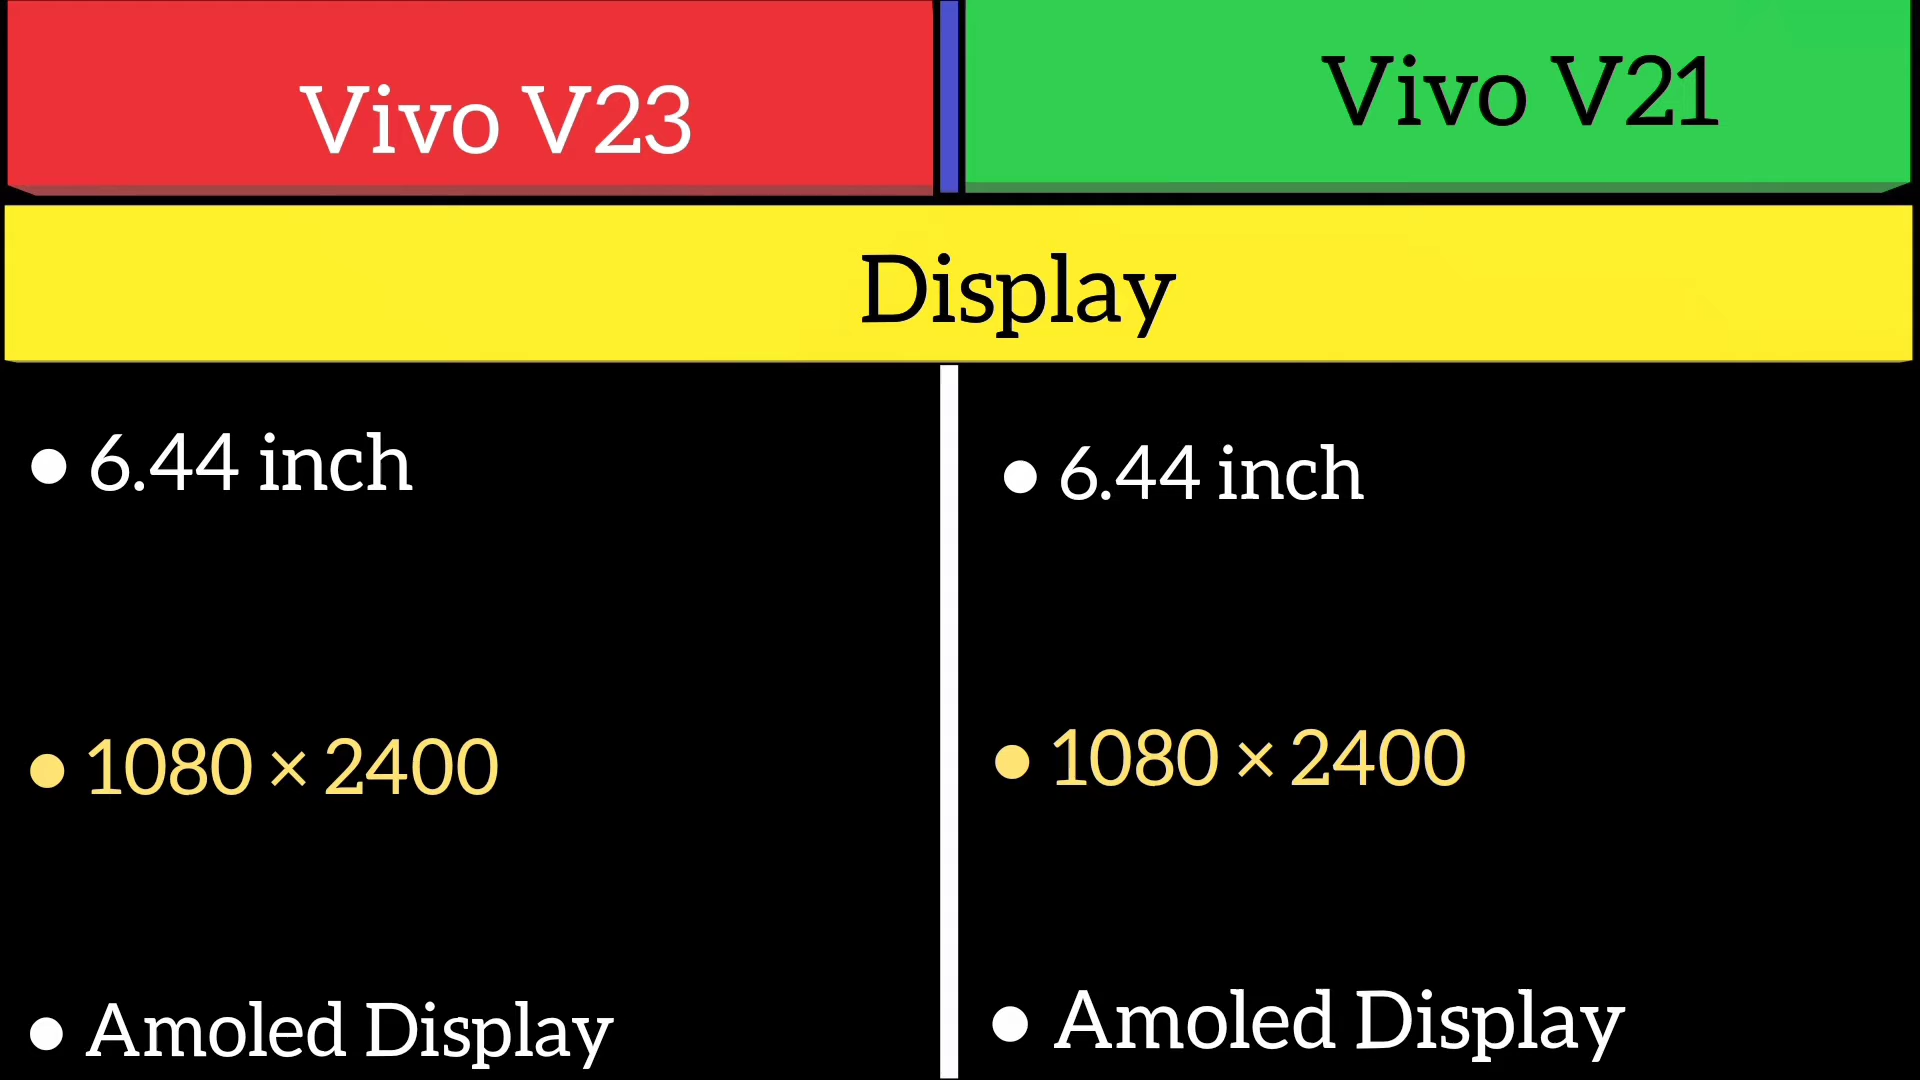 Vivo V23
Vivo V21
Display
● 6.44 inch
● 1080 × 2400
● Amoled Display
● 6.44 inch
● 1080 × 2400
● Amoled Display